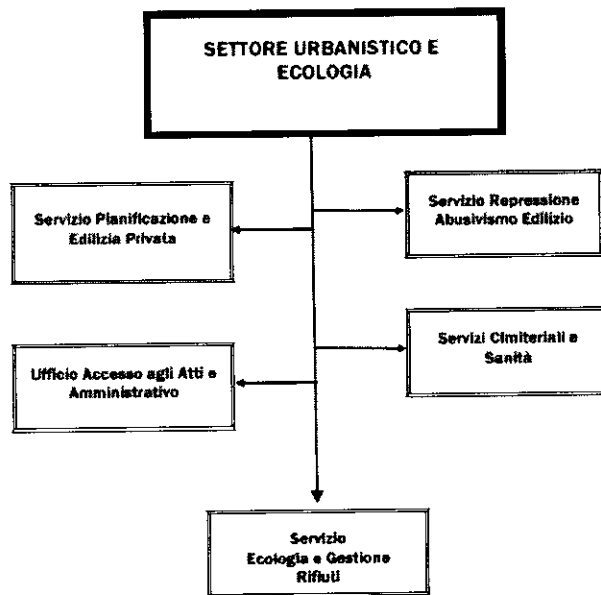 SETTORE URBANISTICO E
ECOLOGIA
Servizio Pianificazione e
Edilizia Privata
Servizio Repressione
Abusivismo Edilizio
Ufficio Accesso agli Atti e
Amministrativo
Servizi Cimiteriali e
Sanità
Servizio
Ecologia e Gestione
Rifiuti